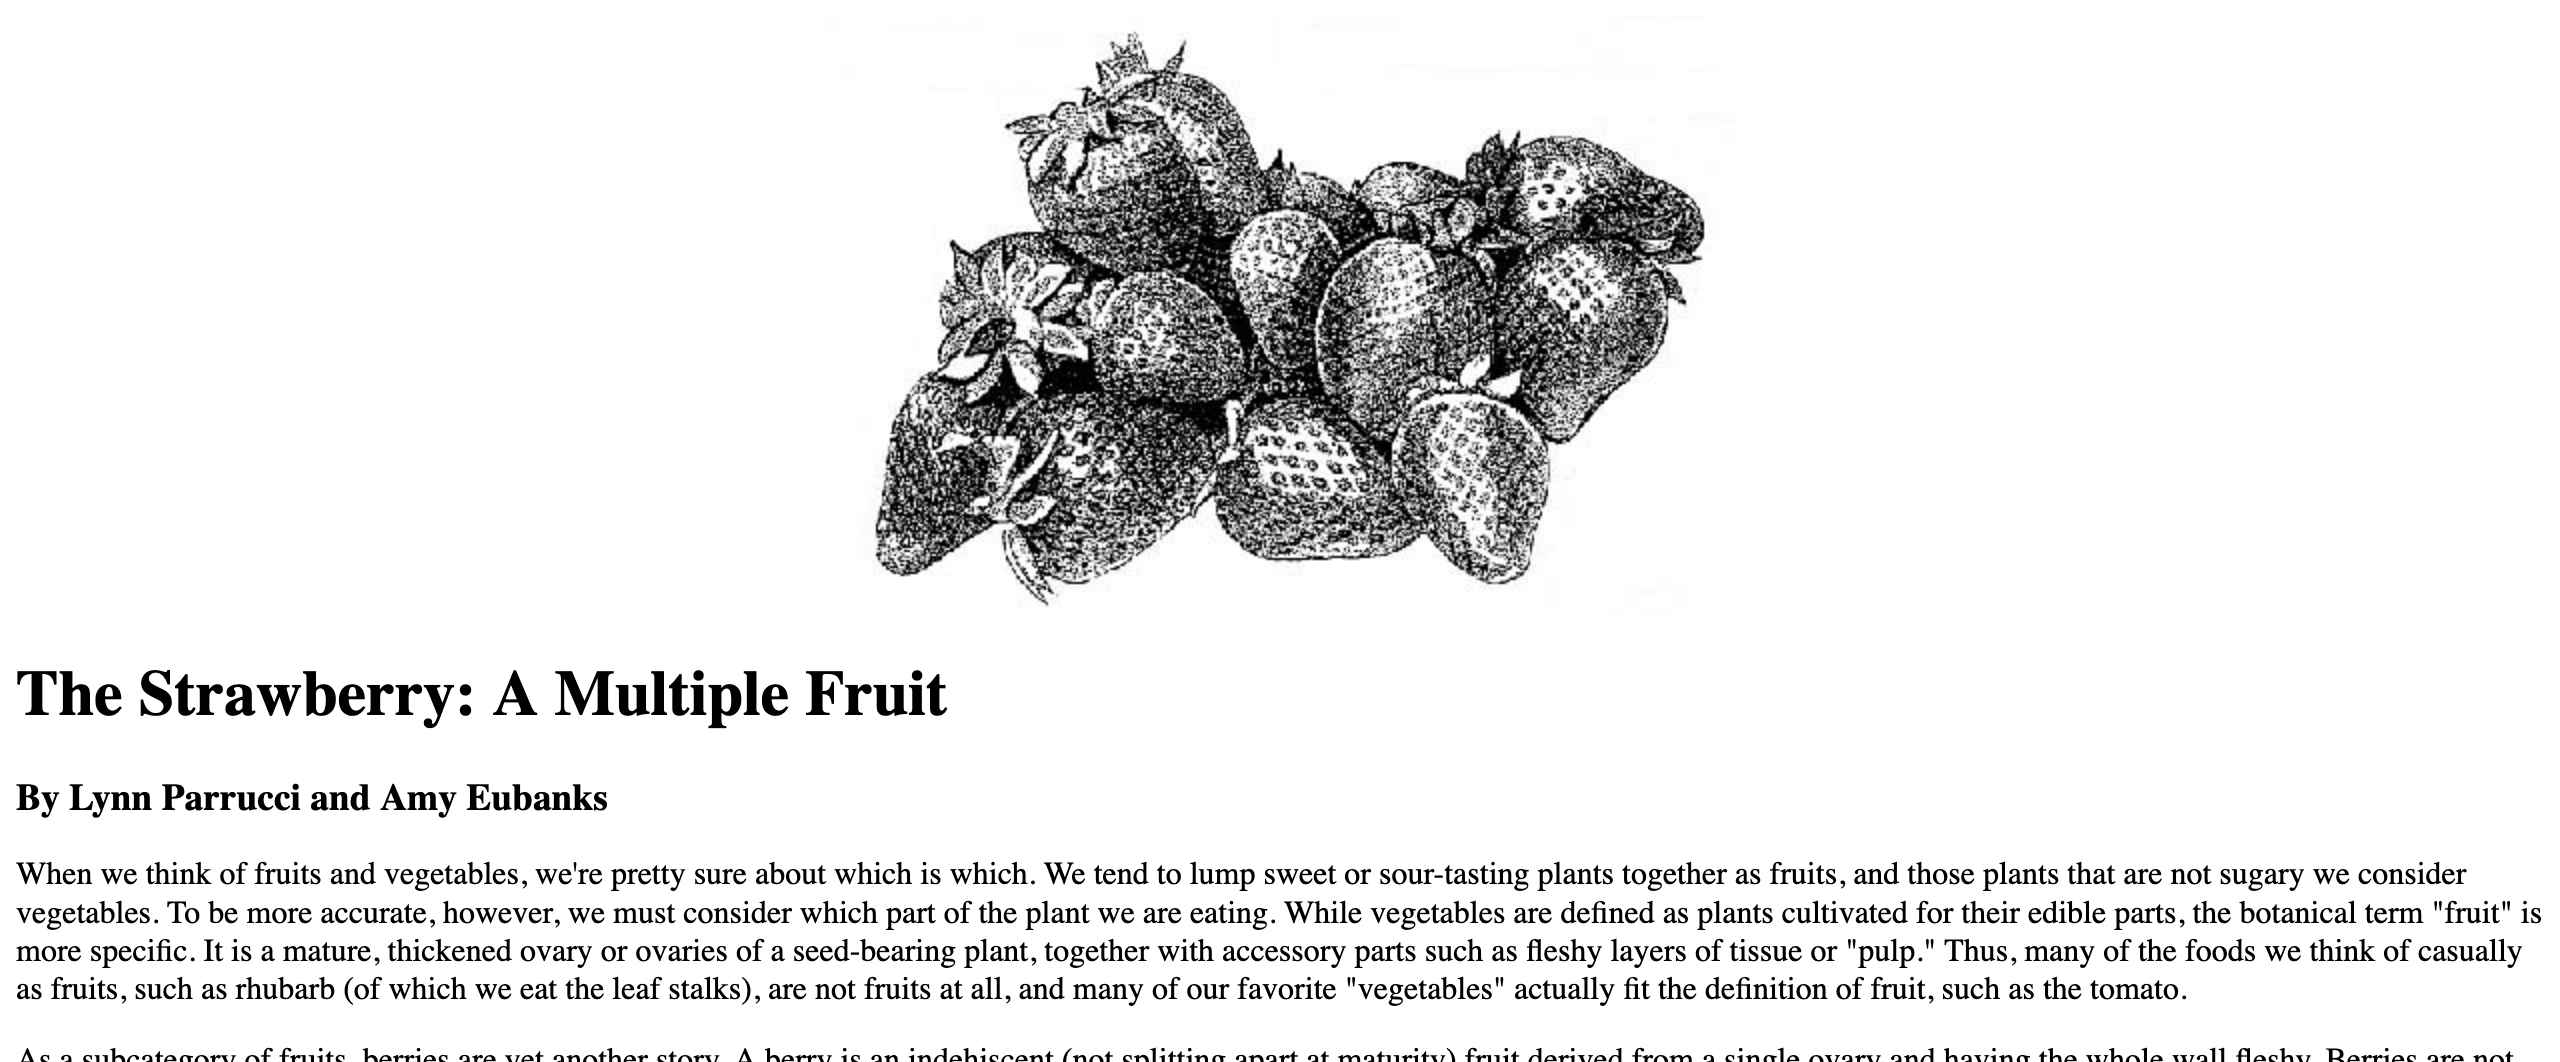 The Strawberry: A Multiple Fruit
By Lynn Parrucci and Amy Eubanks
When we think of fruits and vegetables, we're pretty sure about which is which. We tend to lump sweet or sour-tasting plants together as fruits, and those plants that are not sugary we consider
vegetables. To be more accurate, however, we must consider which part of the plant we are eating. While vegetables are defined as plants cultivated for their edible parts, the botanical term "fruit" is
more specific. It is a mature, thickened ovary or ovaries of a seed-bearing plant, together with accessory parts such as fleshy layers of tissue or "pulp." Thus, many of the foods we think of casually
as fruits, such as rhubarb (of which we eat the leaf stalks), are not fruits at all, and many of our favorite "vegetables" actually fit the definition of fruit, such as the tomato.
As a subcategory of fruits, berries are yet another story. A berry is an indehiscent (not splitting apart at maturity) fruit derived from a single ovary and having the whole wall fleshy. Berries are not